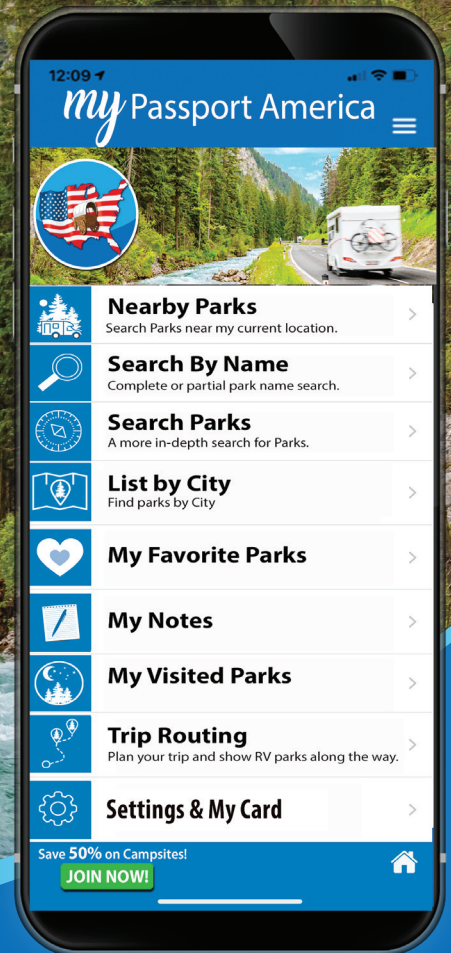 12:09
my Passport America
Nearby Parks
Search Parks near my current location.
Search By Name
Complete or partial park name search.
Search Parks
A more in-depth search for Parks.
List by City
Find parks by City
My Favorite Parks
My Notes
My Visited Parks
Trip Routing
Plan your trip and show RV parks along the way.
Settings & My Card
Save 50% on Campsites!
JOIN NOW!